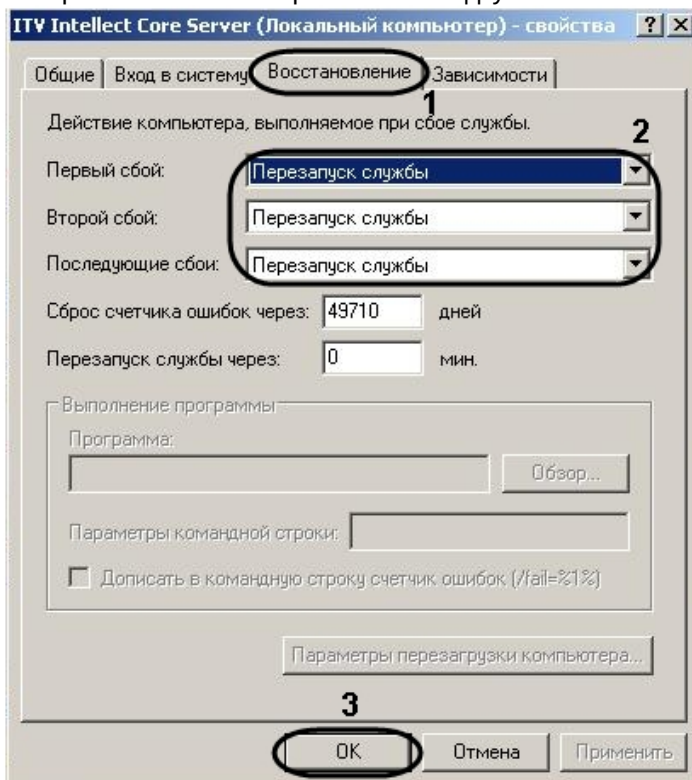 ITV Intellect Core Server (Локальный компьютер) - свойства
Общие Вход в систему Восстановление Зависимости
1
Действие компьютера, выполняемое при сбое службы.
2
Первый сбой: Перезапуск службы
Второй сбой: Перезапуск службы
Последующие сбои: Перезапуск службы
Сброс счетчика ошибок через: 49710 дней
Перезапуск службы через: 0 мин.
Выполнение программы
Программа:
Обзор...
Параметры командной строки:
Дописать в командную строку счетчик ошибок (/fail=%1%)
Параметры перезагрузки компьютера...
3
ОК Отмена Применить